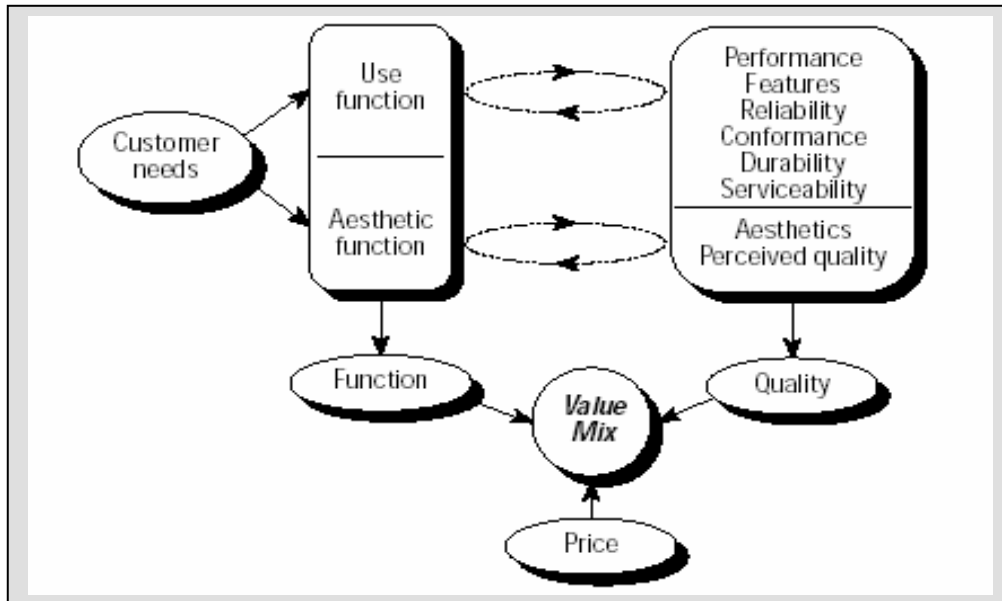 Customer
needs
Use
function
Aesthetic
function
Performance
Features
Reliability
Conformance
Durability
Serviceability
Aesthetics
Perceived quality
Function
Value
Mix
Quality
Price